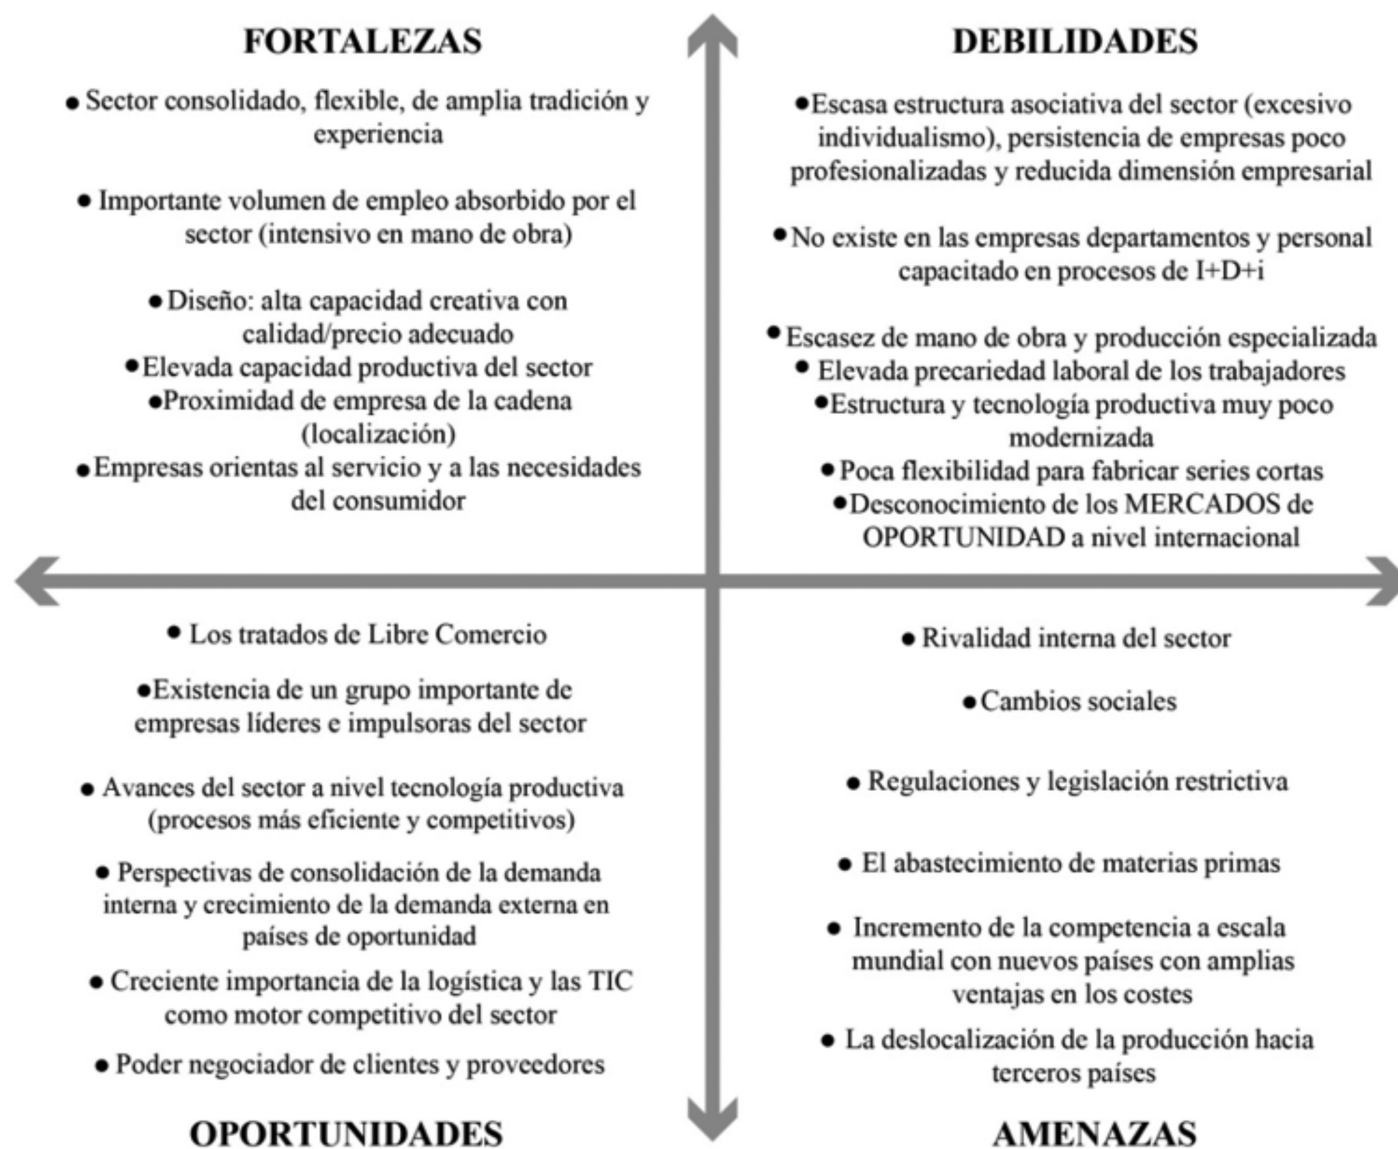 FORTALEZAS
● Sector consolidado, flexible, de amplia tradición y
experiencia
● Importante volumen de empleo absorbido por el
sector (intensivo en mano de obra)
● Diseño: alta capacidad creativa con
calidad/precio adecuado
●Elevada capacidad productiva del sector
●Proximidad de empresa de la cadena
(localización)
● Empresas orientas al servicio y a las necesidades
del consumidor
DEBILIDADES
●Escasa estructura asociativa del sector (excesivo
individualismo), persistencia de empresas poco
profesionalizadas y reducida dimensión empresarial
●No existe en las empresas departamentos y personal
capacitado en procesos de I+D+i
● Escasez de mano de obra y producción especializada
● Elevada precariedad laboral de los trabajadores
●Estructura y tecnología productiva muy poco
modernizada
● Poca flexibilidad para fabricar series cortas
●Desconocimiento de los MERCADOS de
OPORTUNIDAD a nivel internacional
● Los tratados de Libre Comercio
●Existencia de un grupo importante de
empresas líderes e impulsoras del sector
● Avances del sector a nivel tecnología productiva
(procesos más eficiente y competitivos)
● Perspectivas de consolidación de la demanda
interna y crecimiento de la demanda externa en
países de oportunidad
● Creciente importancia de la logística y las TIC
como motor competitivo del sector
● Poder negociador de clientes y proveedores
OPORTUNIDADES
● Rivalidad interna del sector
● Cambios sociales
● Regulaciones y legislación restrictiva
● El abastecimiento de materias primas
● Incremento de la competencia a escala
mundial con nuevos países con amplias
ventajas en los costes
● La deslocalización de la producción hacia
terceros países
AMENAZAS